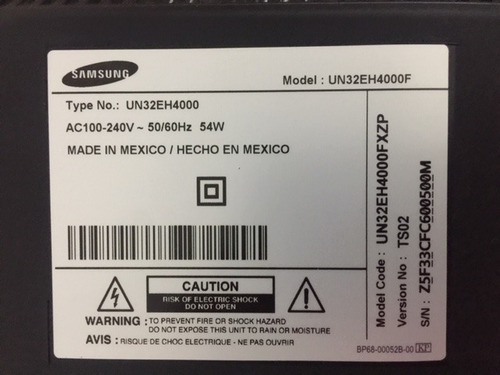 SAMSUNG
Model : UN32EH4000F
Type No.: UN32EH4000
AC100-240V ~ 50/60Hz 54W
MADE IN MEXICO / HECHO EN MEXICO
CAUTION
RISK OF ELECTRIC SHOCK
DO NOT OPEN
WARNING : TO PREVENT FIRE OR SHOCK HAZARD
DO NOT EXPOSE THIS UNIT TO RAIN OR MOISTURE
AVIS : RISQUE DE CHOC ELECTRIQUE - NE PAS OUVRIR
Model Code : UN32EH4000FXZP
Version No : TS02
S/N : Z5F33CFC600500M
BP68-00052B-00 KP